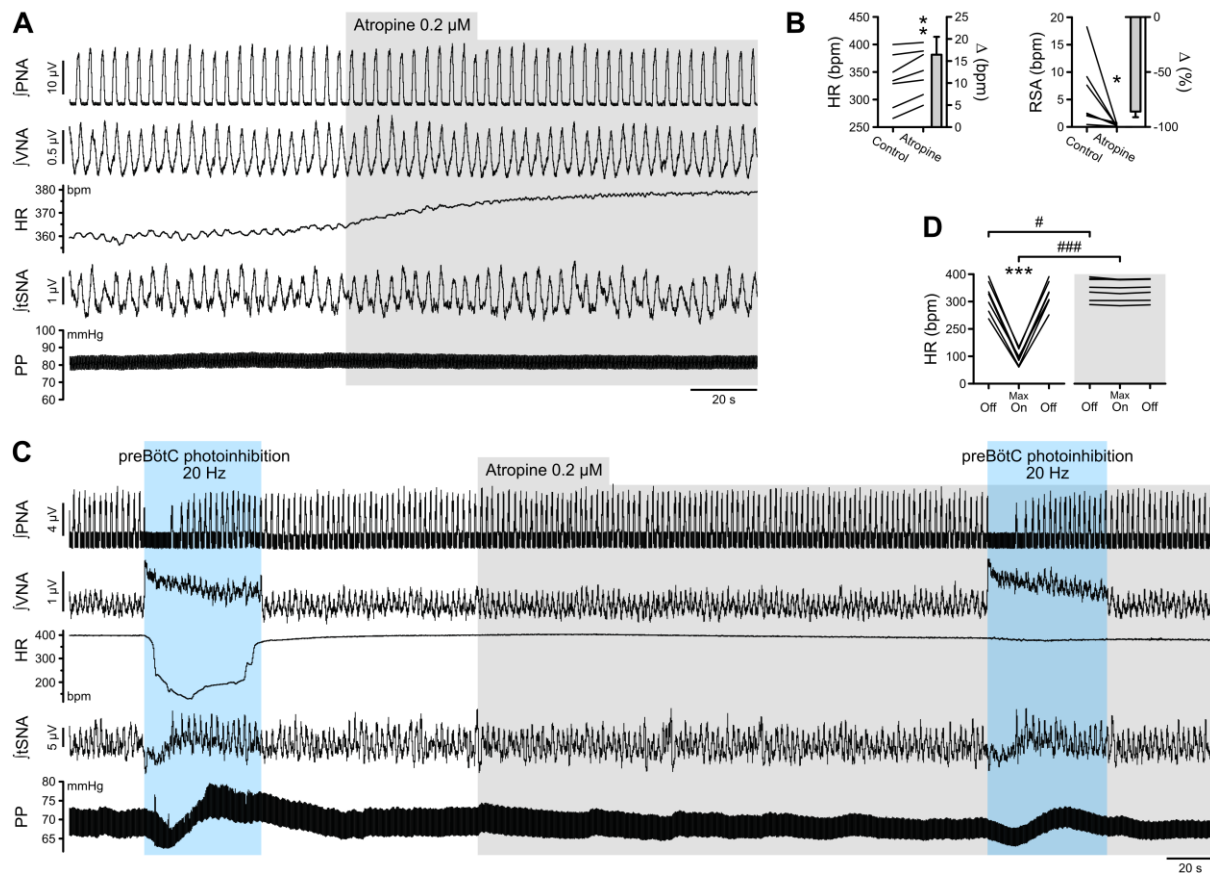 A
Atropine 0.2 µM
∫PNA
10 µV
∫VNA
0.5 µV
HR
bpm
380
370
360
∫tSNA
1 µV
PP
mmHg
100
90
80
70
60
20 s
B
HR (bpm)
450
400
350
300
250
Control
Atropine
**
25
20
15
10
5
0
Δ (bpm)
RSA (bpm)
20
15
10
5
0
Control
Atropine
*
0
-50
-100
Δ (%)
D
#
###
***
HR (bpm)
400
300
250
100
0
Off
Max
On
Off
Off
Max
On
Off
C
preBötC photoinhibition
20 Hz
Atropine 0.2 µM
preBötC photoinhibition
20 Hz
∫PNA
4 µV
∫VNA
1 µV
HR
400
300
200
bpm
∫tSNA
5 µV
PP
mmHg
80
75
70
65
20 s